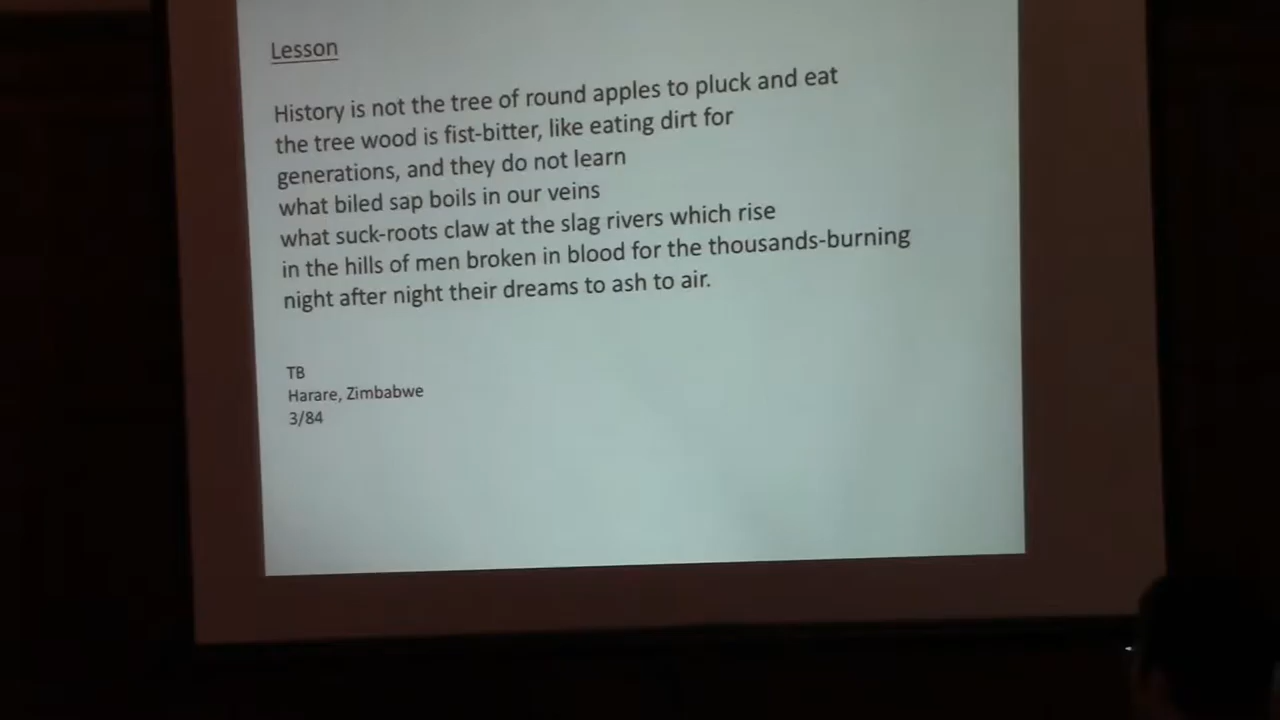 Lesson
History is not the tree of round apples to pluck and eat
the tree wood is fist-bitter, like eating dirt for
generations, and they do not learn
what biled sap boils in our veins
what suck-roots claw at the slag rivers which rise
in the hills of men broken in blood for the thousands-burning
night after night their dreams to ash to air.
TB
Harare, Zimbabwe
3/84